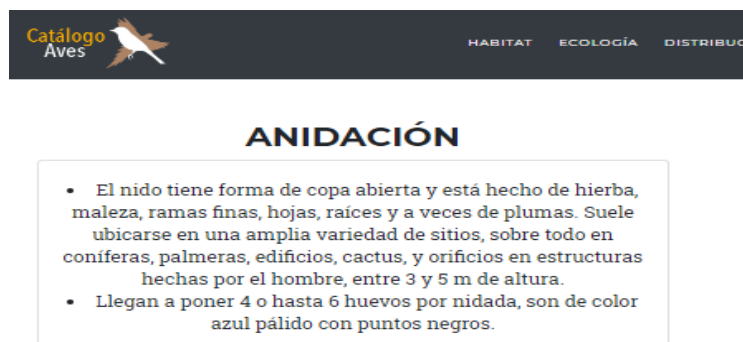 Catálogo
Aves
HABITAT ECOLOGÍA DISTRIBUC
ANIDACIÓN
• El nido tiene forma de copa abierta y está hecho de hierba,
maleza, ramas finas, hojas, raíces y a veces de plumas. Suele
ubicarse en una amplia variedad de sitios, sobre todo en
coníferas, palmeras, edificios, cactus, y orificios en estructuras
hechas por el hombre, entre 3 y 5 m de altura.
• Llegan a poner 4 o hasta 6 huevos por nidada, son de color
azul pálido con puntos negros.